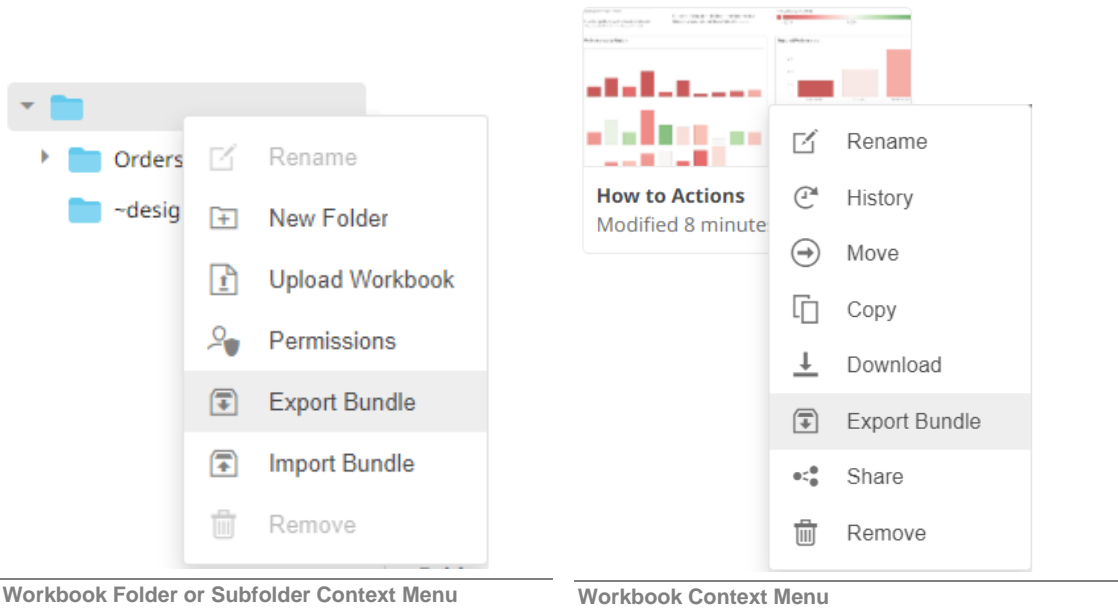 Orders
~desig
Rename
New Folder
Upload Workbook
Permissions
Export Bundle
Import Bundle
Remove
Workbook Folder or Subfolder Context Menu
How to Actions
Modified 8 minute
Rename
History
Move
Copy
Download
Export Bundle
Share
Remove
Workbook Context Menu